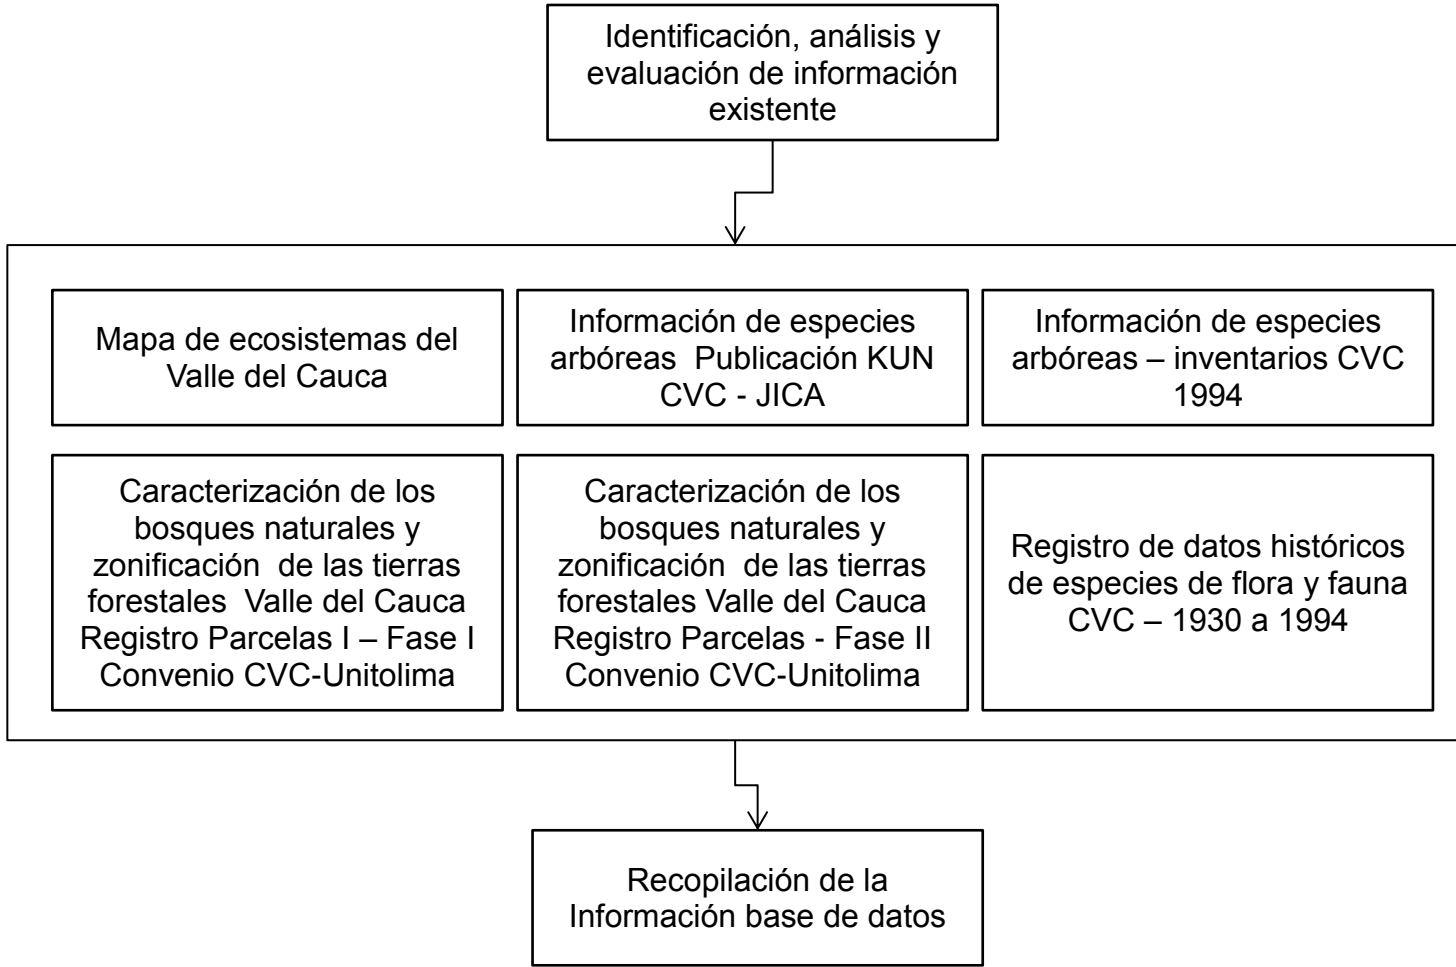 Identificación, análisis y
evaluación de información
existente
Mapa de ecosistemas del
Valle del Cauca
Información de especies
arbóreas  Publicación KUN
CVC - JICA
Información de especies
arbóreas – inventarios CVC
1994
Caracterización de los
bosques naturales y
zonificación  de las tierras
forestales  Valle del Cauca
Registro Parcelas I – Fase I
Convenio CVC-Unitolima
Caracterización de los
bosques naturales y
zonificación  de las tierras
forestales Valle del Cauca
Registro Parcelas - Fase II
Convenio CVC-Unitolima
Registro de datos históricos
de especies de flora y fauna
CVC – 1930 a 1994
Recopilación de la
Información base de datos